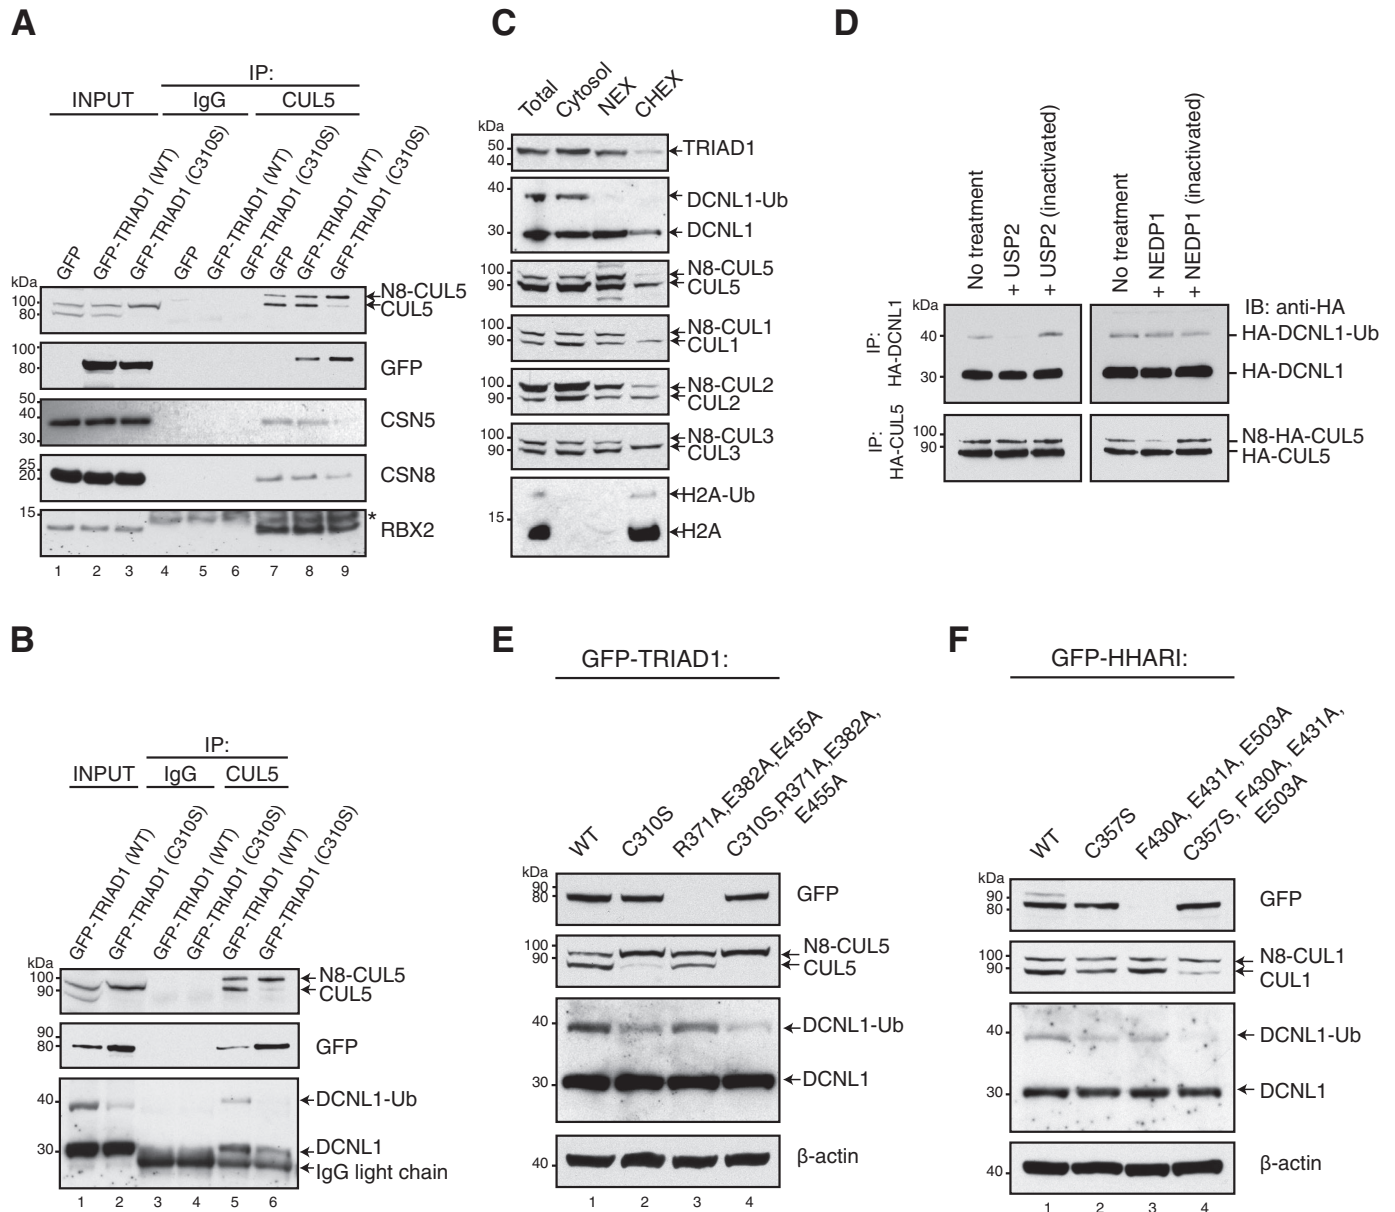 A
IP:
INPUT IgG CUL5
GFP
GFP-TRIAD1 (WT)
GFP-TRIAD1 (C310S)
GFP
GFP-TRIAD1 (WT)
GFP-TRIAD1 (C310S)
GFP
GFP-TRIAD1 (WT)
GFP-TRIAD1 (C310S)
kDa
100
80
N8-CUL5
CUL5
100
80
GFP
50
40
30
CSN5
25
20
CSN8
15
*
RBX2
1 2 3 4 5 6 7 8 9
B
IP:
INPUT IgG CUL5
GFP-TRIAD1 (WT)
GFP-TRIAD1 (C310S)
GFP-TRIAD1 (WT)
GFP-TRIAD1 (C310S)
GFP-TRIAD1 (WT)
GFP-TRIAD1 (C310S)
kDa
100
90
N8-CUL5
CUL5
90
80
GFP
40
30
DCNL1-Ub
DCNL1
IgG light chain
1 2 3 4 5 6
C
Total
Cytosol
NEX
CHEX
kDa
50
40
TRIAD1
40
30
DCNL1-Ub
DCNL1
100
90
N8-CUL5
CUL5
100
90
N8-CUL1
CUL1
100
90
N8-CUL2
CUL2
100
90
N8-CUL3
CUL3
15
H2A-Ub
H2A
D
No treatment
+ USP2
+ USP2 (inactivated)
No treatment
+ NEDP1
+ NEDP1 (inactivated)
kDa
IB: anti-HA
IP:
HA-DCNL1
40
30
HA-DCNL1-Ub
HA-DCNL1
IP:
HA-CUL5
100
90
N8-HA-CUL5
HA-CUL5
E
GFP-TRIAD1:
WT
C310S
R371A,E382A,E455A
C310S,R371A,E382A,
E455A
kDa
90
80
GFP
100
90
N8-CUL5
CUL5
40
30
DCNL1-Ub
DCNL1
40
β-actin
1 2 3 4
F
GFP-HHARI:
WT
C357S
F430A, E431A, E503A
C357S, F430A, E431A,
E503A
kDa
90
80
GFP
100
90
N8-CUL1
CUL1
40
30
DCNL1-Ub
DCNL1
40
β-actin
1 2 3 4